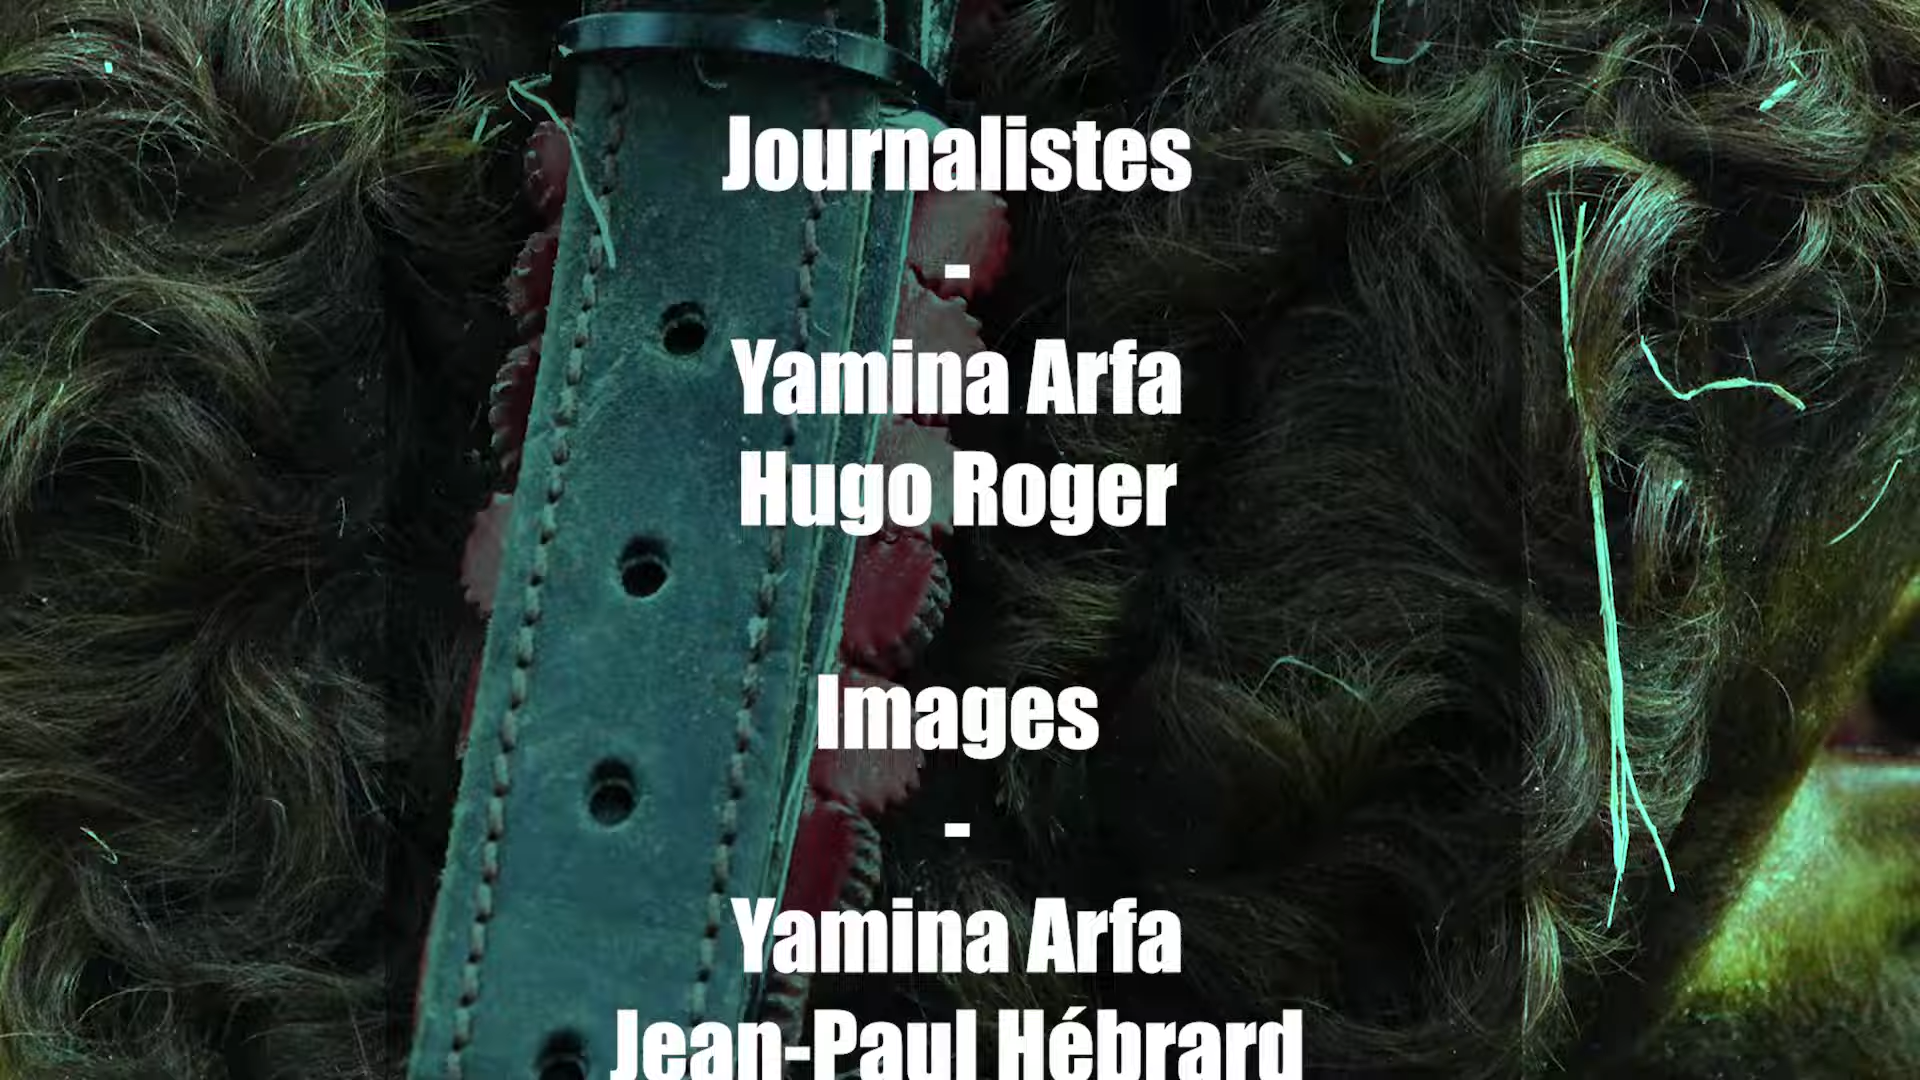 Journalistes
-
Yamina Arfa
Hugo Roger
Images
-
Yamina Arfa
Jean-Paul Hébrard